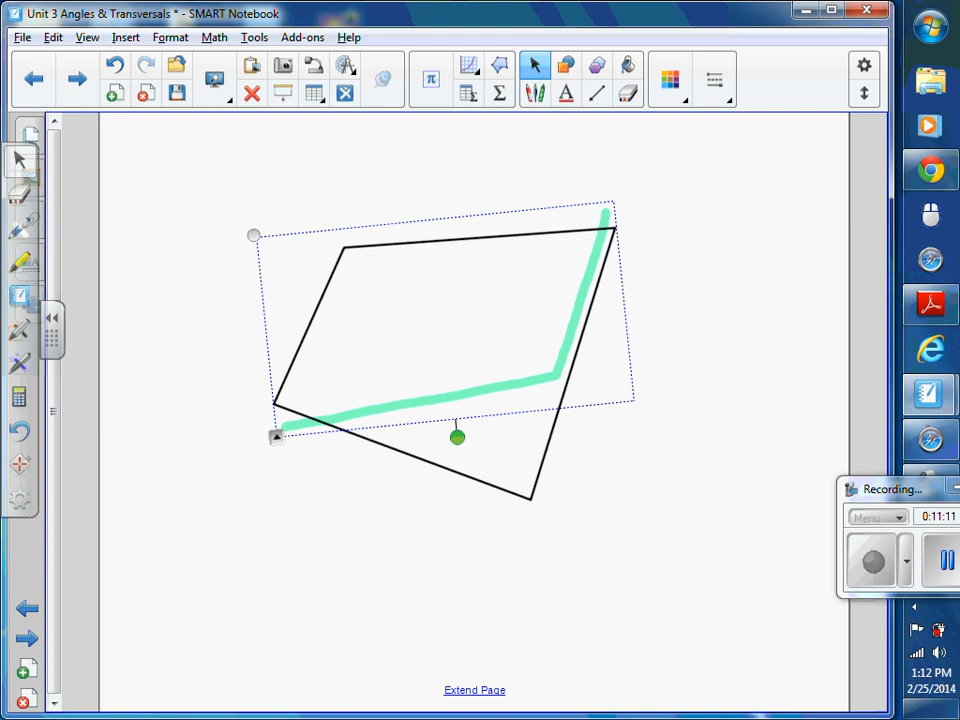 Unit 3 Angles & Transversals * - SMART Notebook
File Edit View Insert Format Math Tools Add-ons Help
π Σ A
Recording...
Menu 0:11:11
1:12 PM
2/25/2014
Extend Page